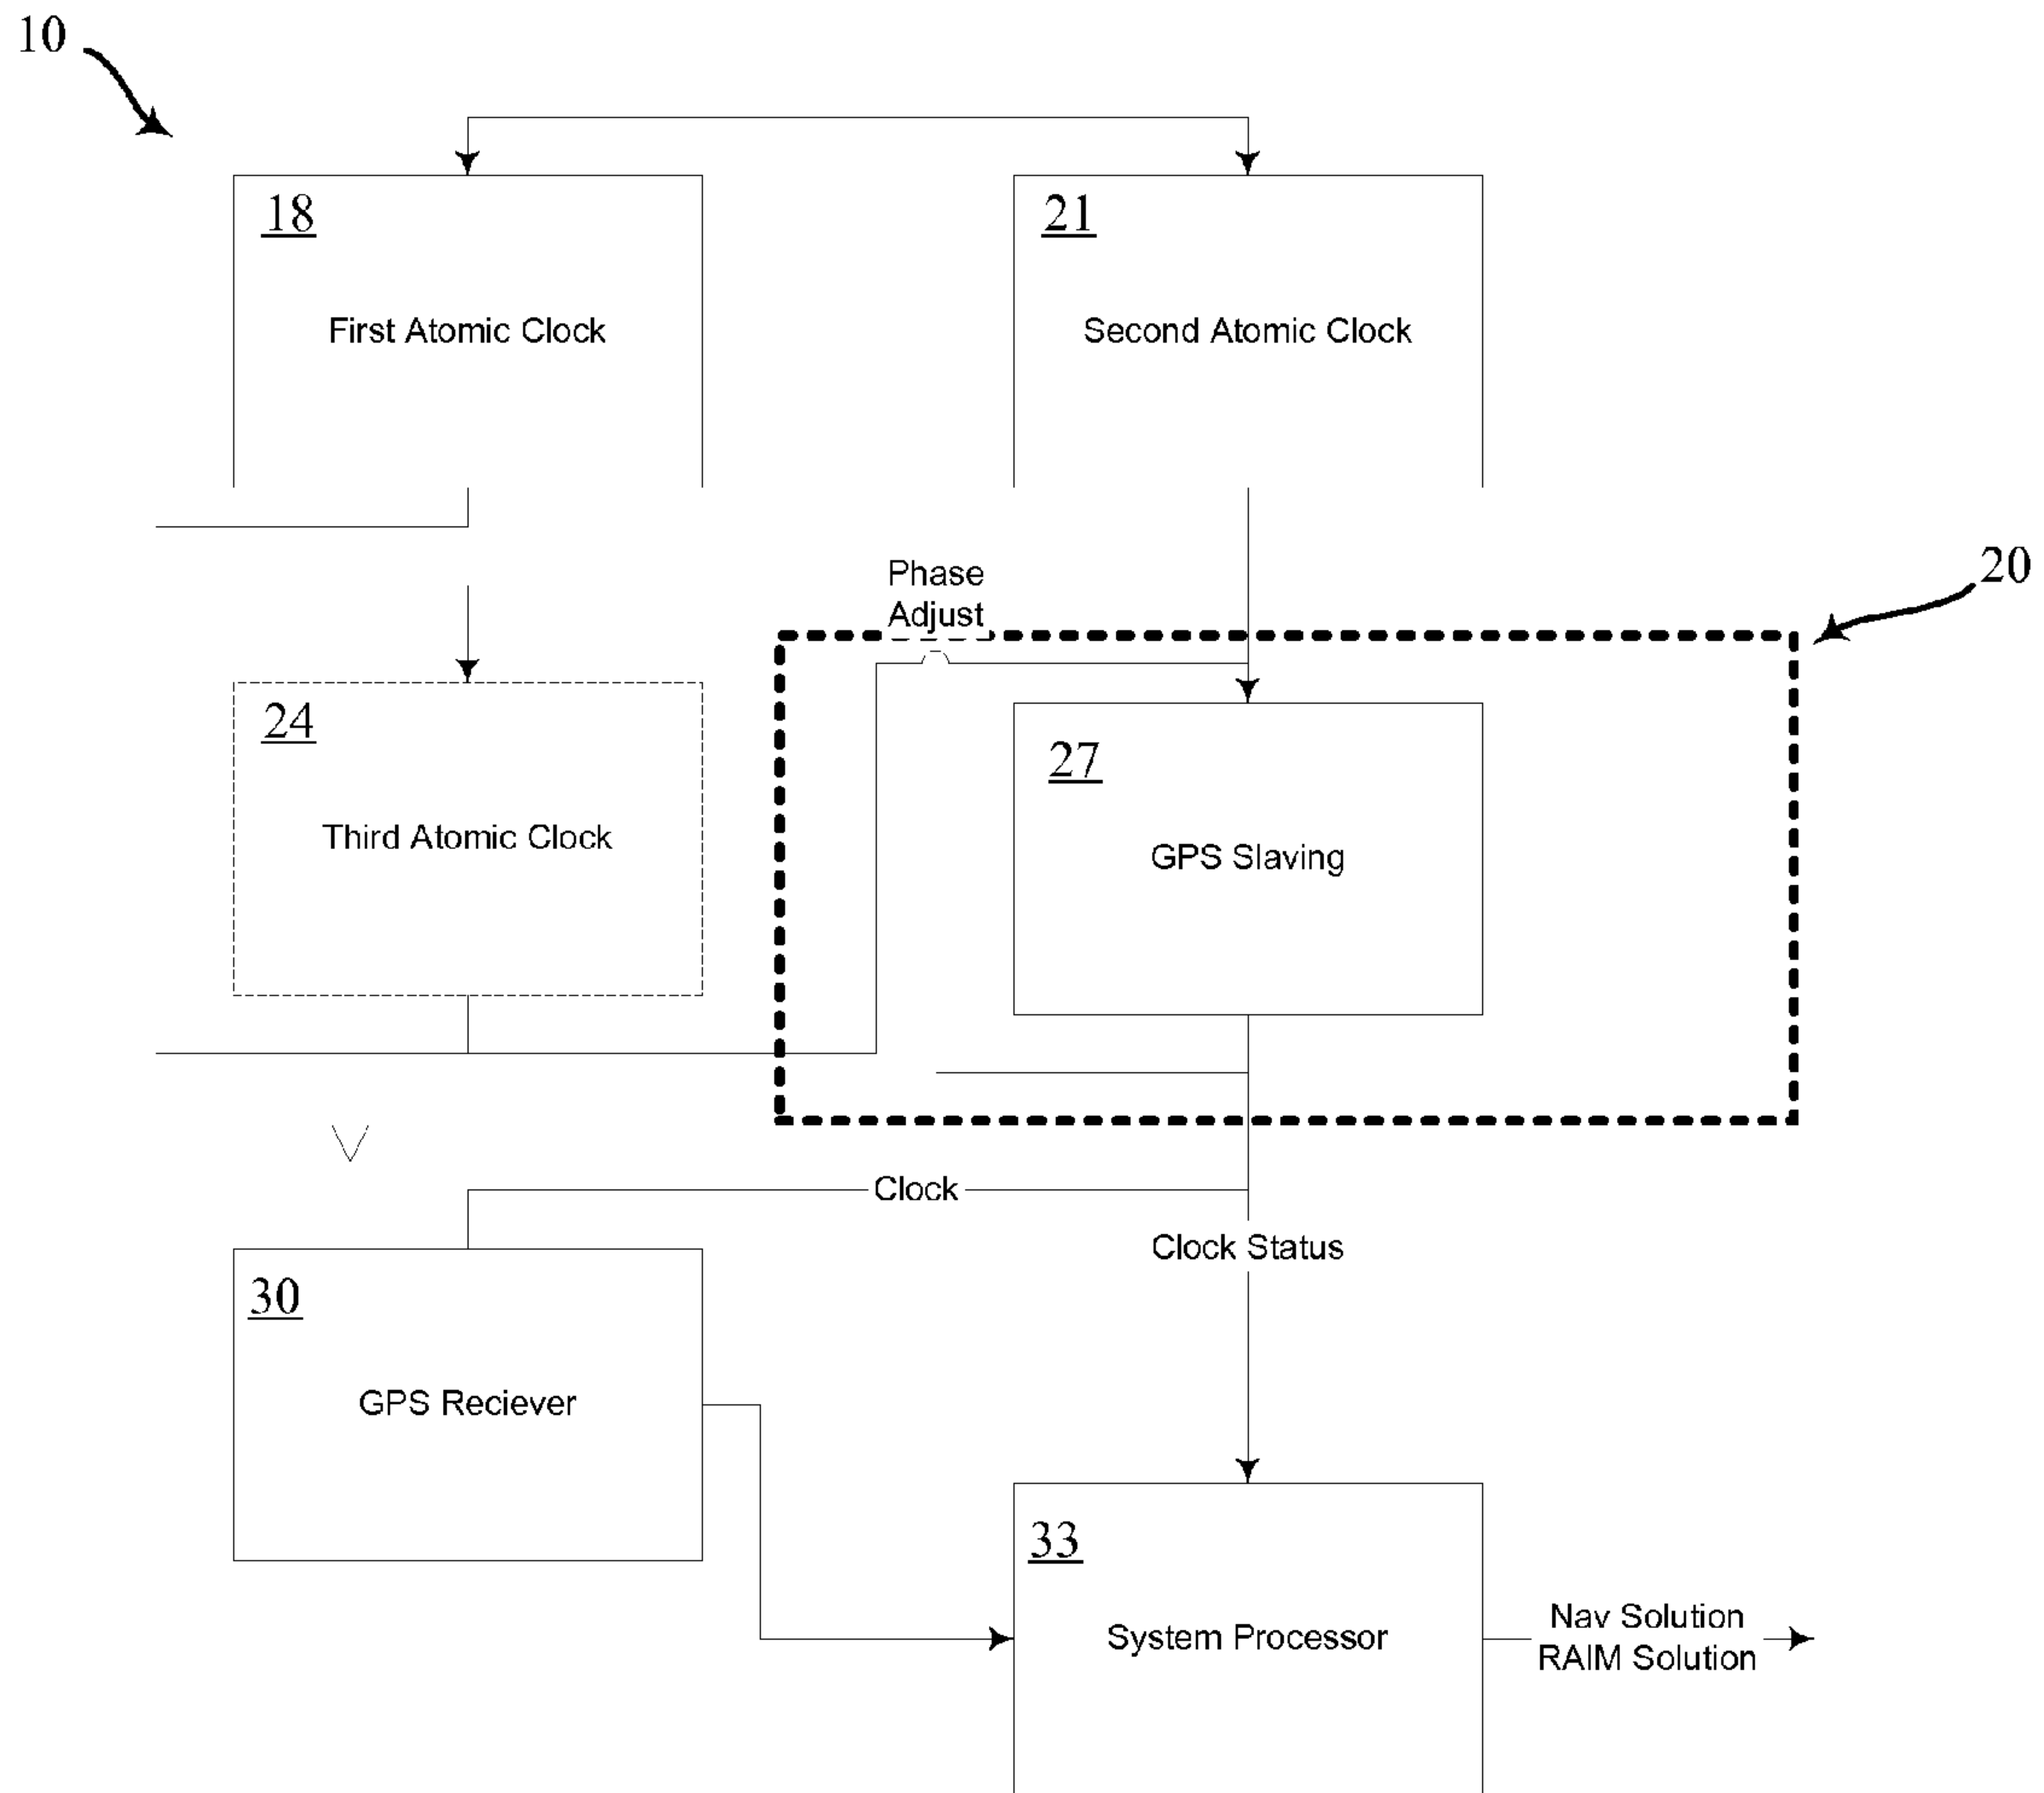 10
18
First Atomic Clock
21
Second Atomic Clock
20
Phase
Adjust
24
Third Atomic Clock
27
GPS Slaving
Clock
Clock Status
30
GPS Reciever
33
System Processor
Nav Solution
RAIM Solution